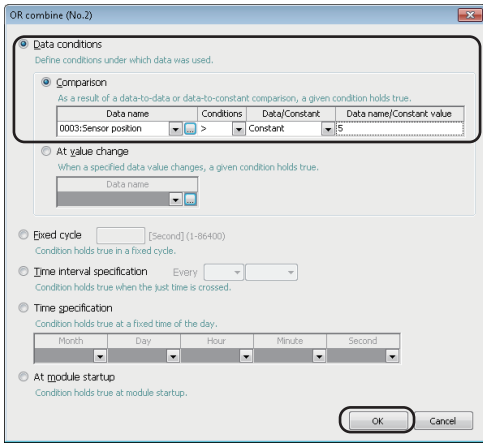 OR combine (No.2)
Data conditions
Define conditions under which data was used.
Comparison
As a result of a data-to-data or data-to-constant comparison, a given condition holds true.
Data name Conditions Data/Constant Data name/Constant value
0003:Sensor position ... > Constant 5
At value change
When a specified data value changes, a given condition holds true.
Data name
...
Fixed cycle [Second] (1-86400)
Condition holds true in a fixed cycle.
Time interval specification Every
Condition holds true when the just time is crossed.
Time specification
Condition holds true at a fixed time of the day.
Month Day Hour Minute Second
At module startup
Condition holds true at module startup.
OK Cancel